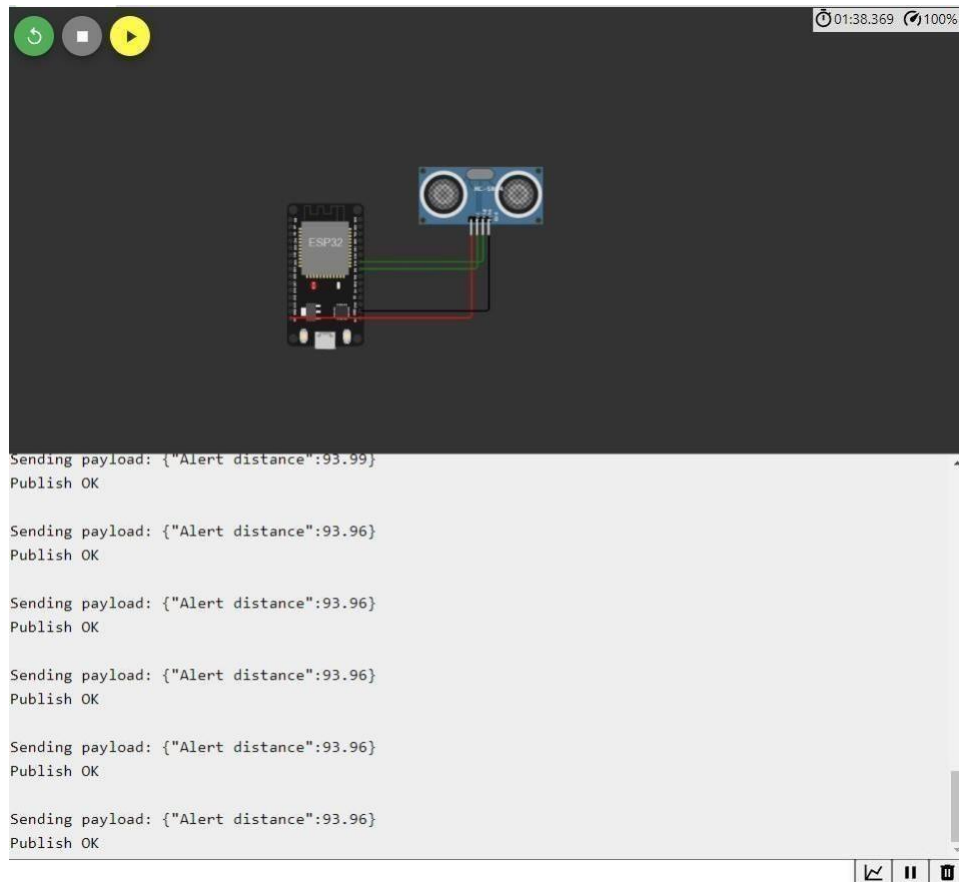 01:38.369 100%
ESP32
Sending payload: {"Alert distance":93.99}
Publish OK
Sending payload: {"Alert distance":93.96}
Publish OK
Sending payload: {"Alert distance":93.96}
Publish OK
Sending payload: {"Alert distance":93.96}
Publish OK
Sending payload: {"Alert distance":93.96}
Publish OK
Sending payload: {"Alert distance":93.96}
Publish OK